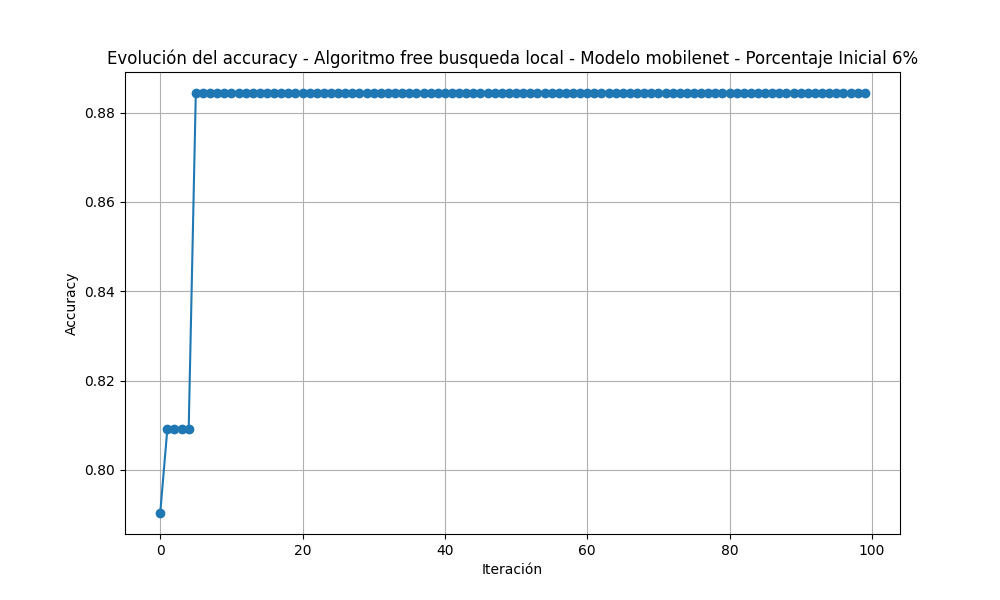 Evolución del accuracy - Algoritmo free busqueda local - Modelo mobilenet - Porcentaje Inicial 6%
0.88
0.86
0.84
0.82
0.80
Accuracy
0 20 40 60 80 100
Iteración